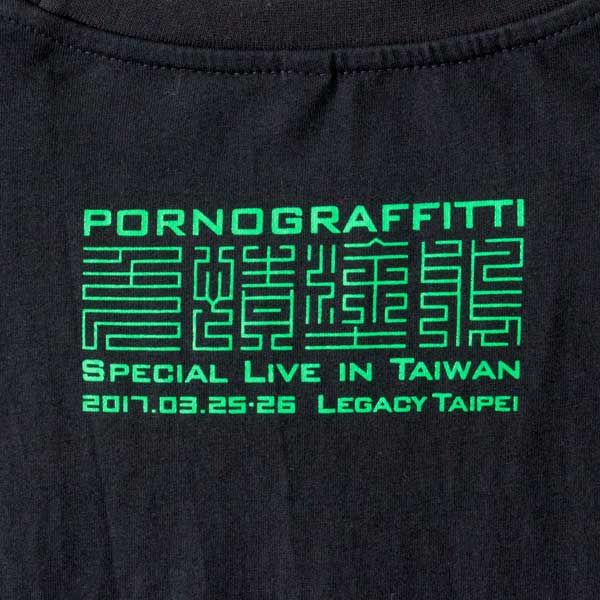 PORNOGRAFFITTI
色情塗鴉
SPECIAL LIVE IN TAIWAN
2017.03.25·26 LEGACY TAIPEI